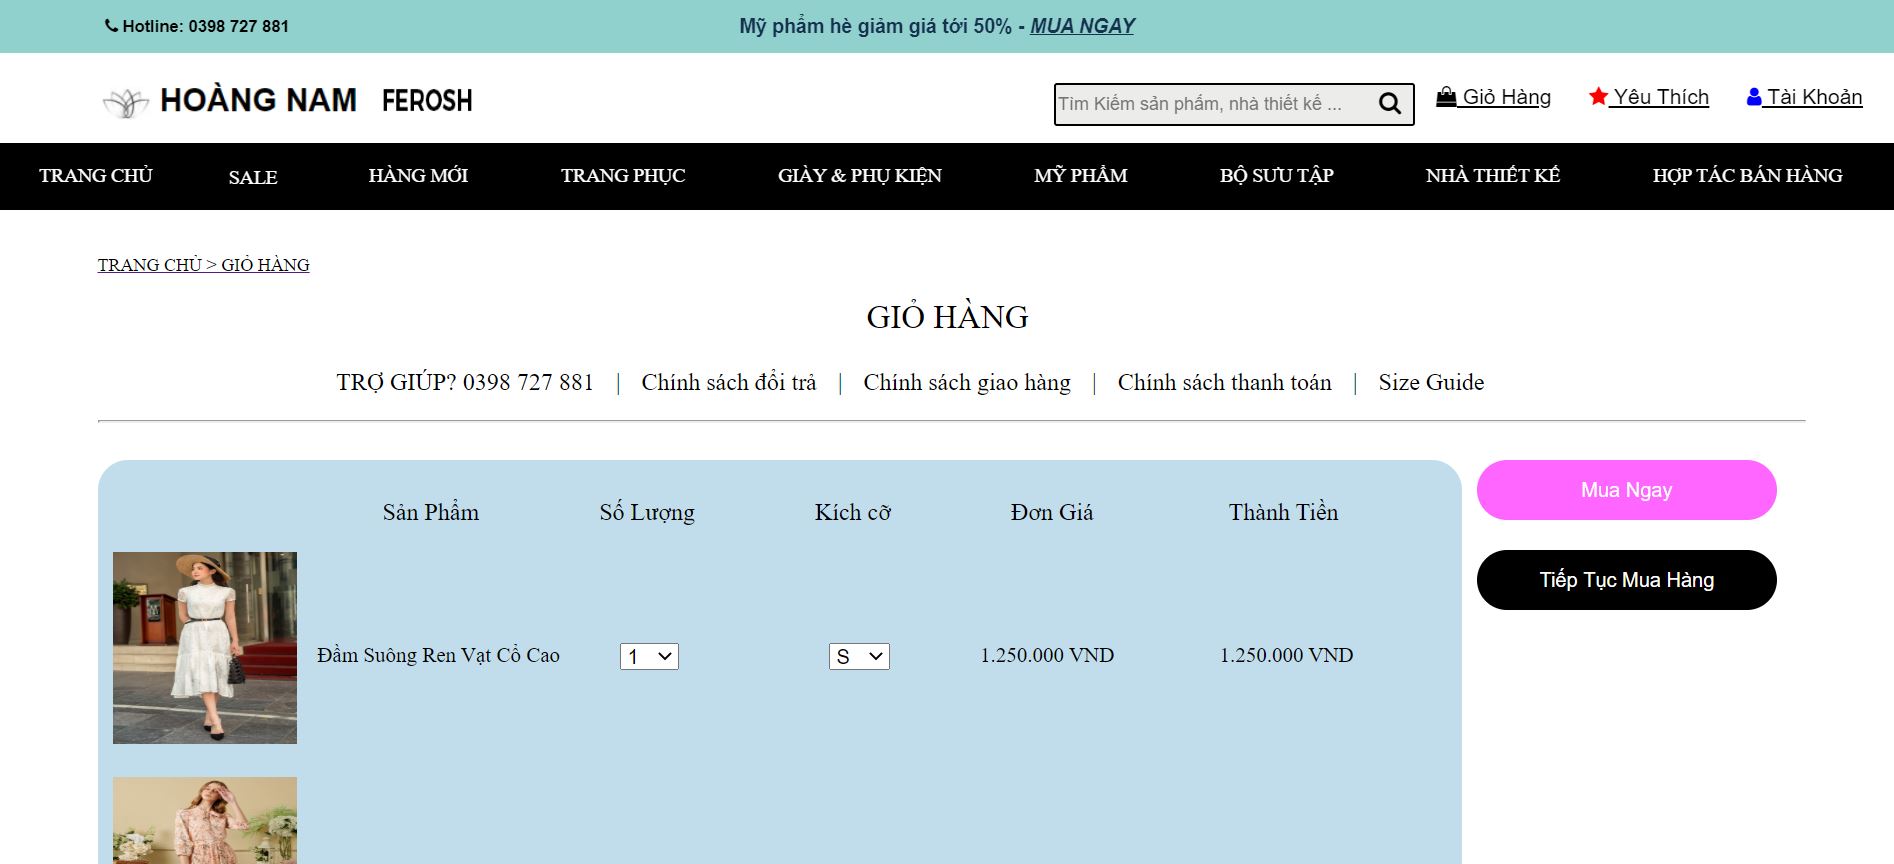 Hotline: 0398 727 881
Mỹ phẩm hè giảm giá tới 50% - MUA NGAY
HOÀNG NAM FEROSH
Tìm Kiếm sản phẩm, nhà thiết kế ...
Giỏ Hàng
Yêu Thích
Tài Khoản
TRANG CHỦ SALE HÀNG MỚI TRANG PHỤC GIÀY & PHỤ KIỆN MỸ PHẨM BỘ SƯU TẬP NHÀ THIẾT KẾ HỢP TÁC BÁN HÀNG
TRANG CHỦ > GIỎ HÀNG
GIỎ HÀNG
TRỢ GIÚP? 0398 727 881 | Chính sách đổi trả | Chính sách giao hàng | Chính sách thanh toán | Size Guide
Sản Phẩm Số Lượng Kích cỡ Đơn Giá Thành Tiền
Đầm Suông Ren Vạt Cổ Cao 1 S 1.250.000 VND 1.250.000 VND
Mua Ngay
Tiếp Tục Mua Hàng